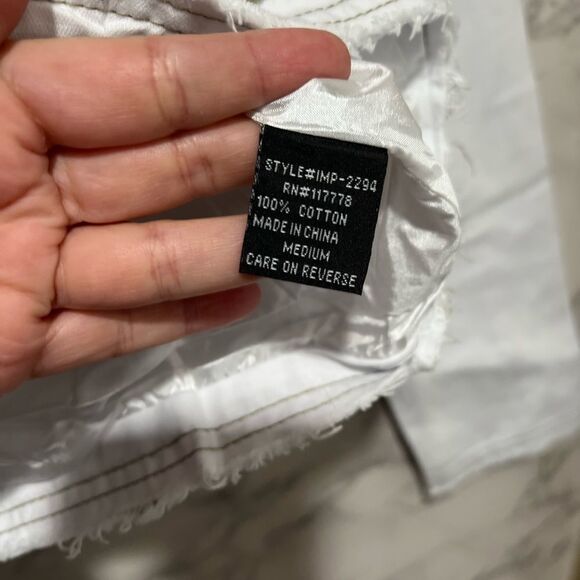 STYLE#IMP-2294
RN#117778
100% COTTON
MADE IN CHINA
MEDIUM
CARE ON REVERSE